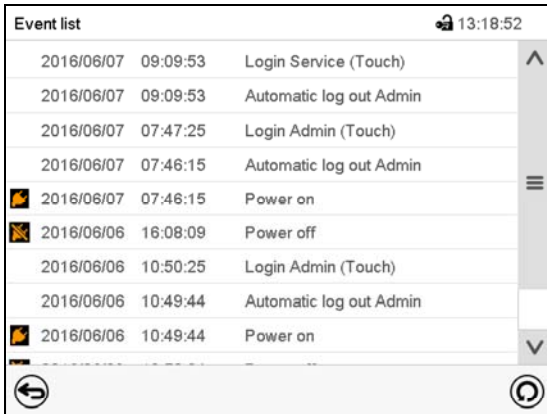 Event list 13:18:52
2016/06/07 09:09:53 Login Service (Touch)
2016/06/07 09:09:53 Automatic log out Admin
2016/06/07 07:47:25 Login Admin (Touch)
2016/06/07 07:46:15 Automatic log out Admin
2016/06/07 07:46:15 Power on
2016/06/06 16:08:09 Power off
2016/06/06 10:50:25 Login Admin (Touch)
2016/06/06 10:49:44 Automatic log out Admin
2016/06/06 10:49:44 Power on